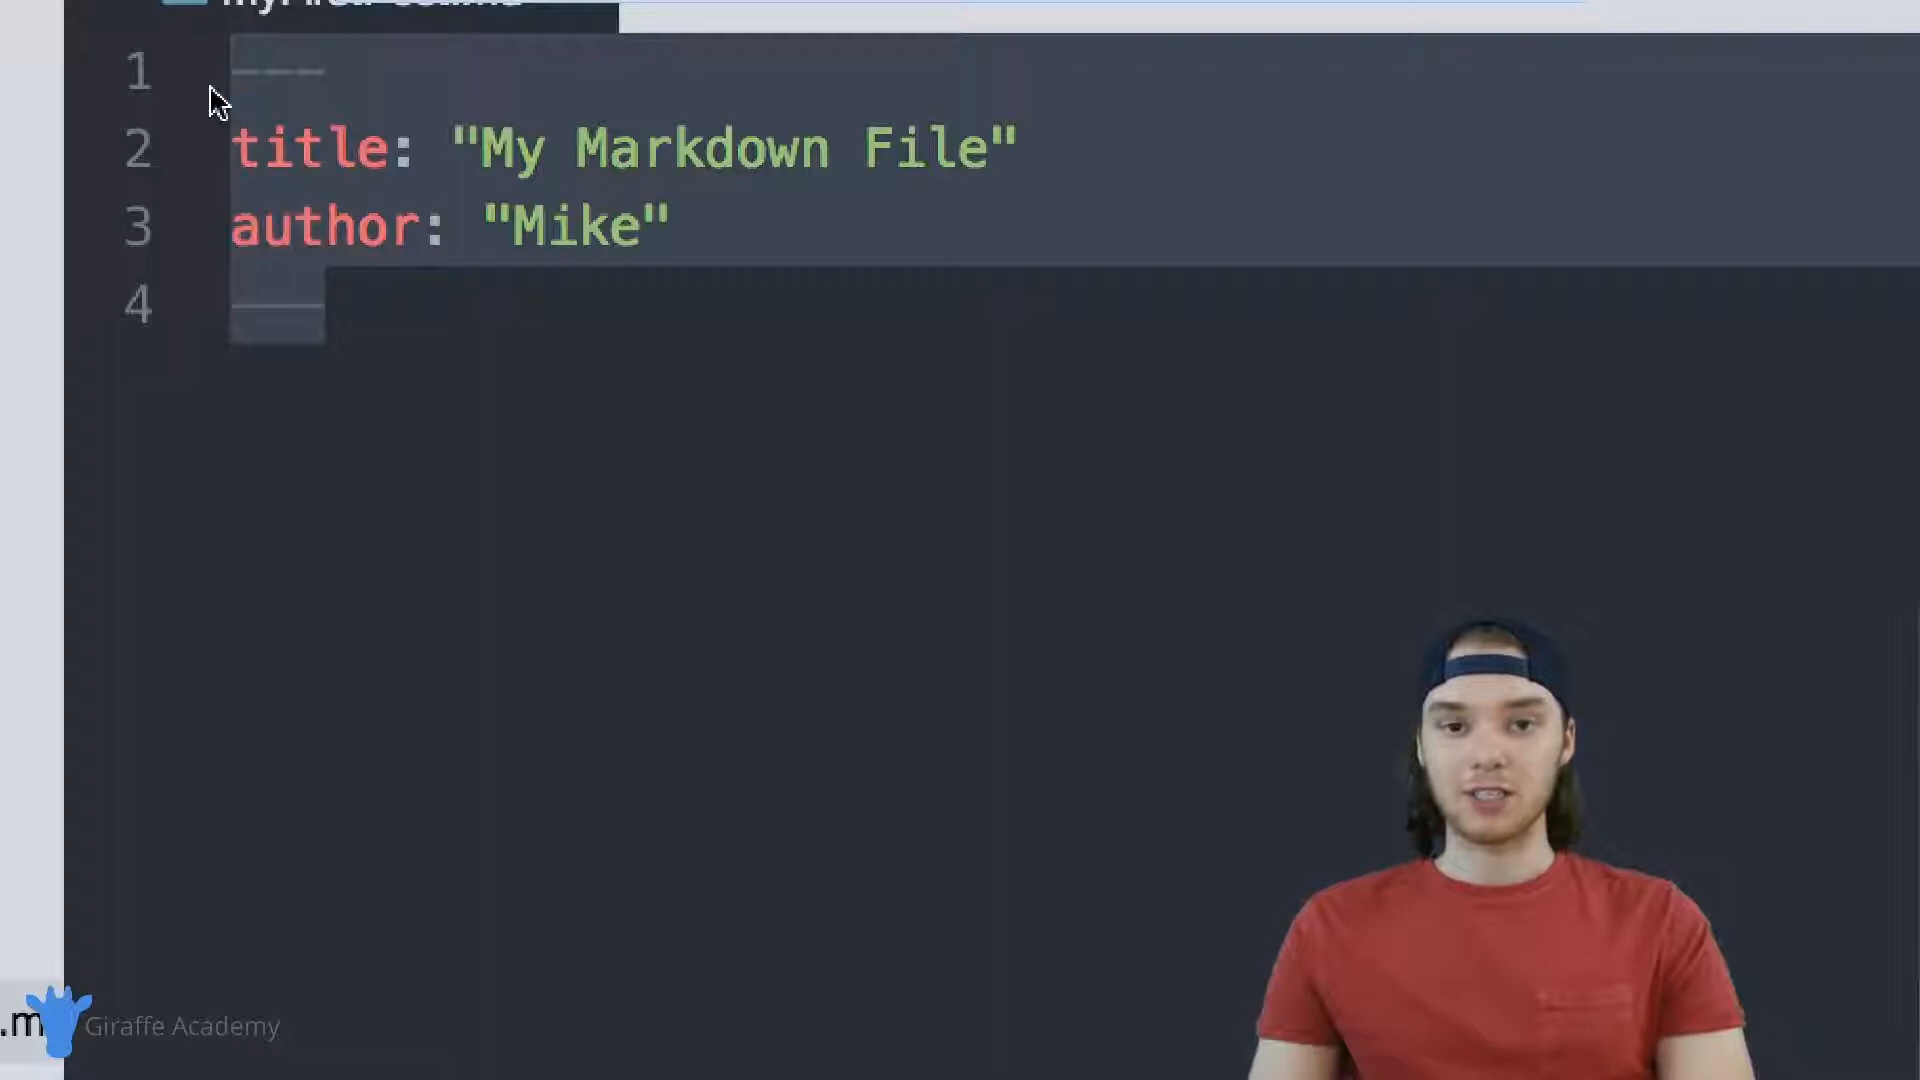 1 ---
2 title: "My Markdown File"
3 author: "Mike"
4 ---
.m
Giraffe Academy